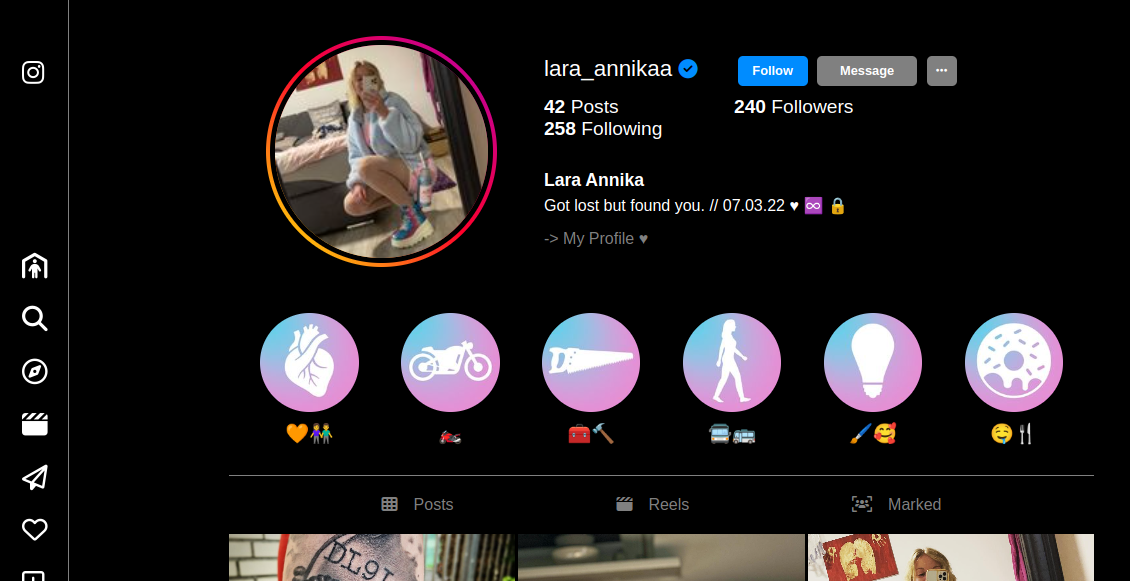 lara_annikaa
Follow
Message
42 Posts
240 Followers
258 Following
Lara Annika
Got lost but found you. // 07.03.22 ♥ ♾️ 🔒
-> My Profile ♥
Posts
Reels
Marked
DL9L